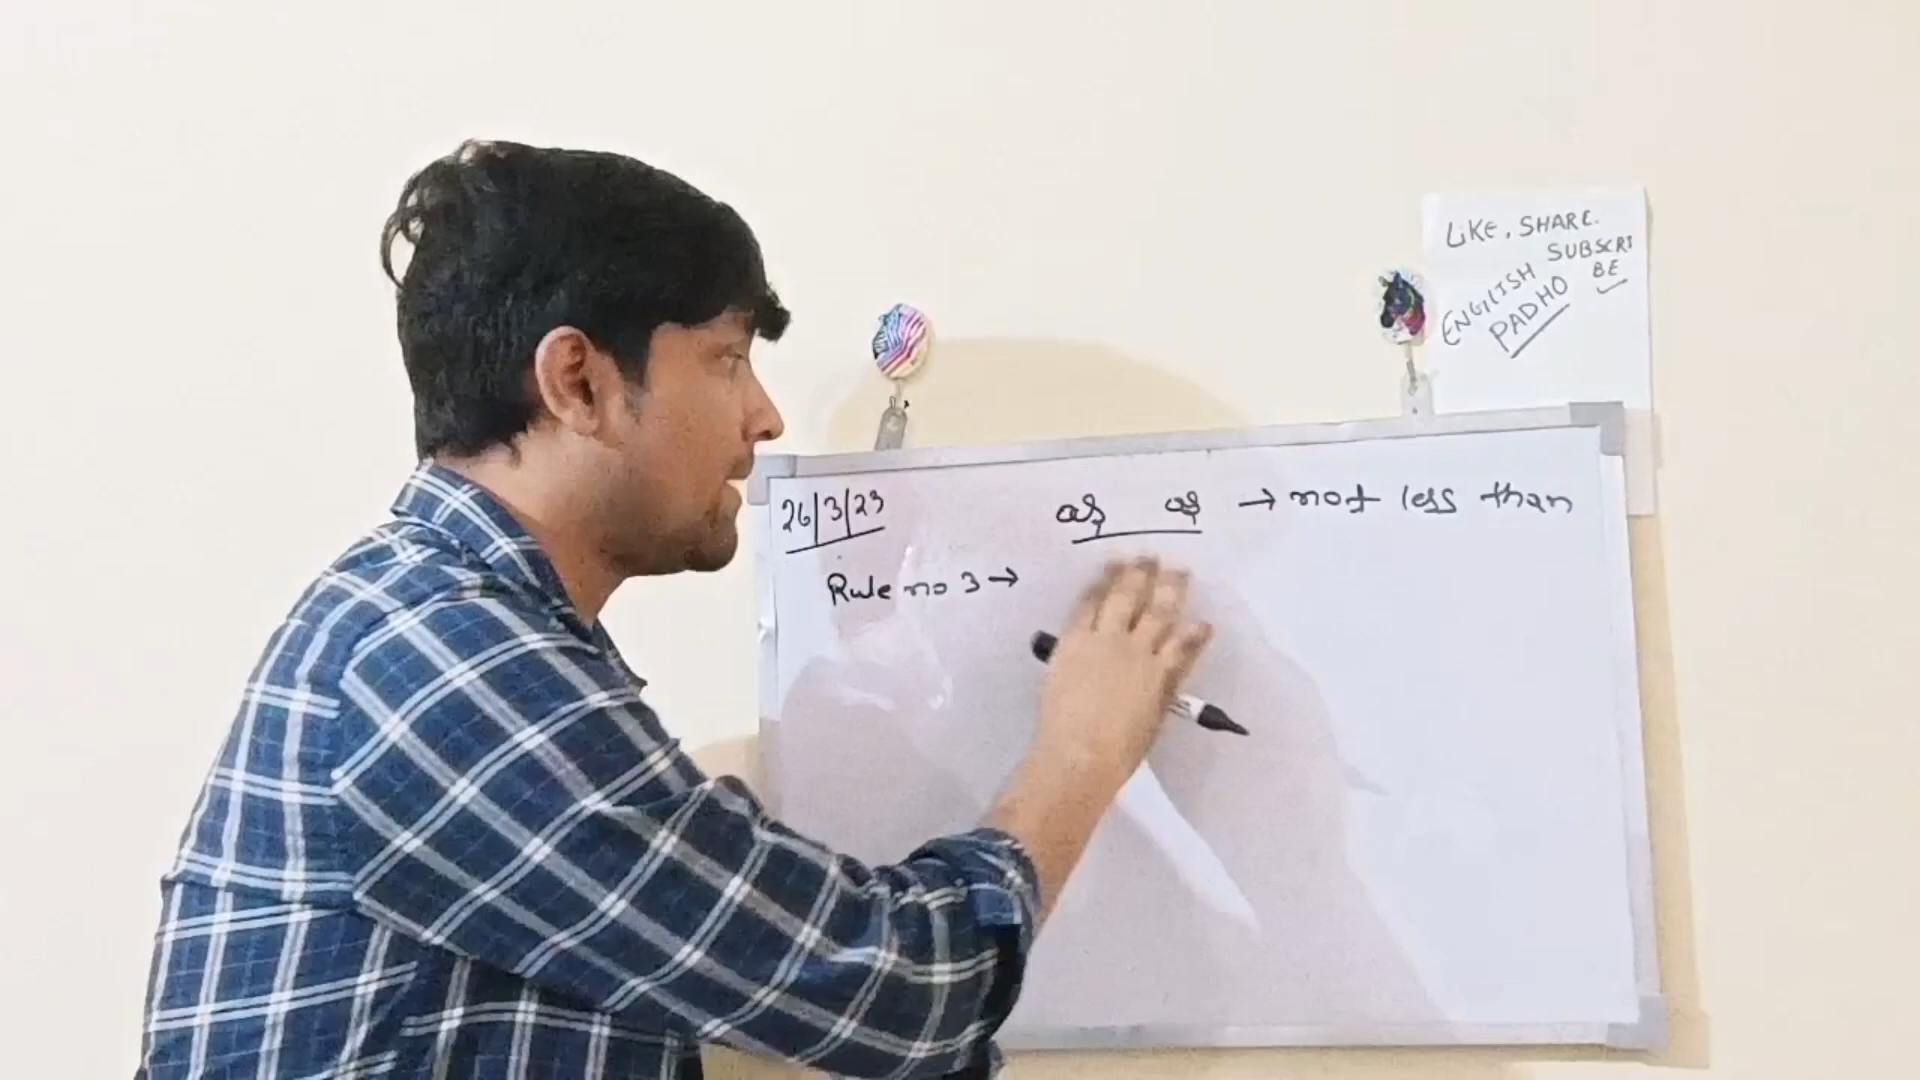 LIKE, SHARE.
SUBSCRI
BE
ENGLISH
PADHO
26/3/23
as as → not less than
Rule no 3 →